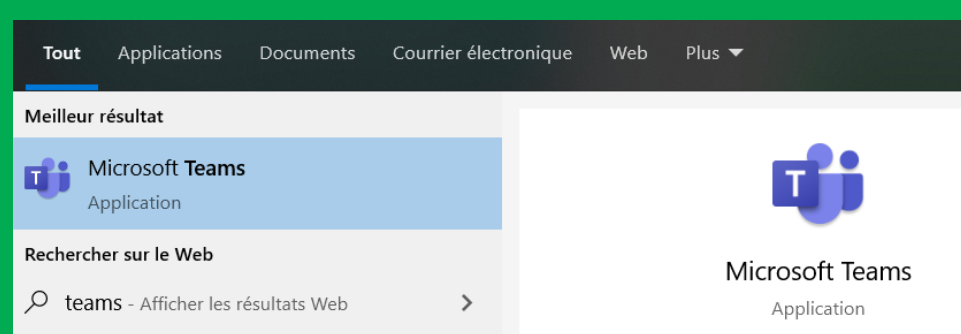 Tout Applications Documents Courrier électronique Web Plus
Meilleur résultat
T
Microsoft Teams
Application
Rechercher sur le Web
teams - Afficher les résultats Web
T
Microsoft Teams
Application